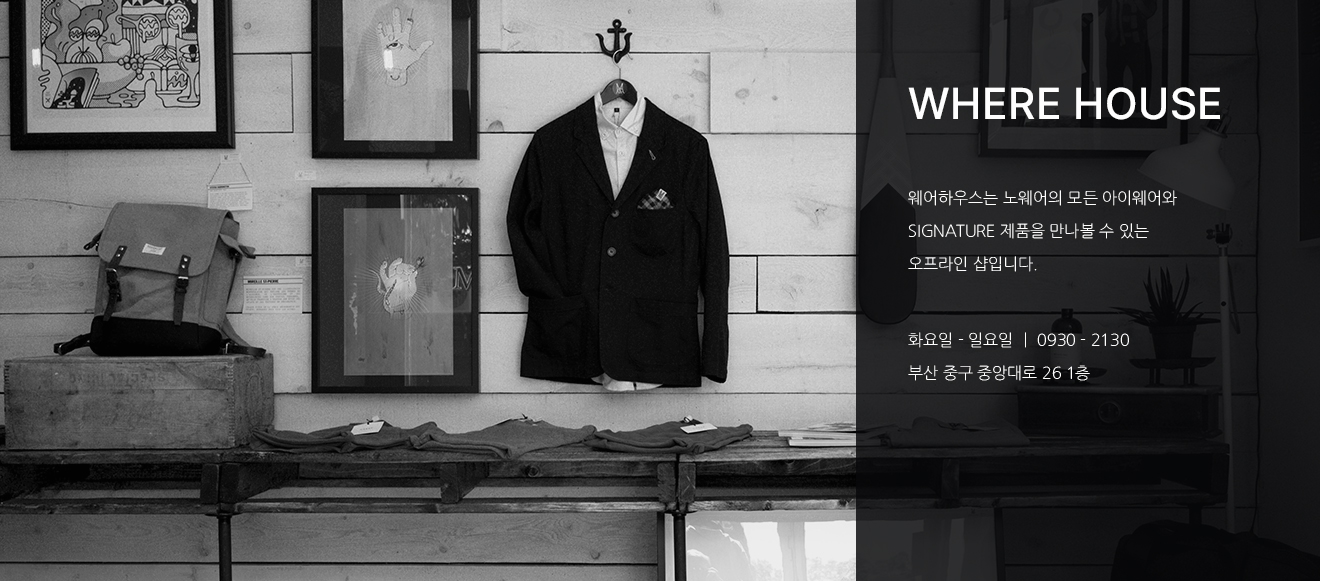 WHERE HOUSE
웨어하우스는 노웨어의 모든 아이웨어와
SIGNATURE 제품을 만나볼 수 있는
오프라인 샵입니다.
화요일 - 일요일 | 0930 - 2130
부산 중구 중앙대로 26 1층